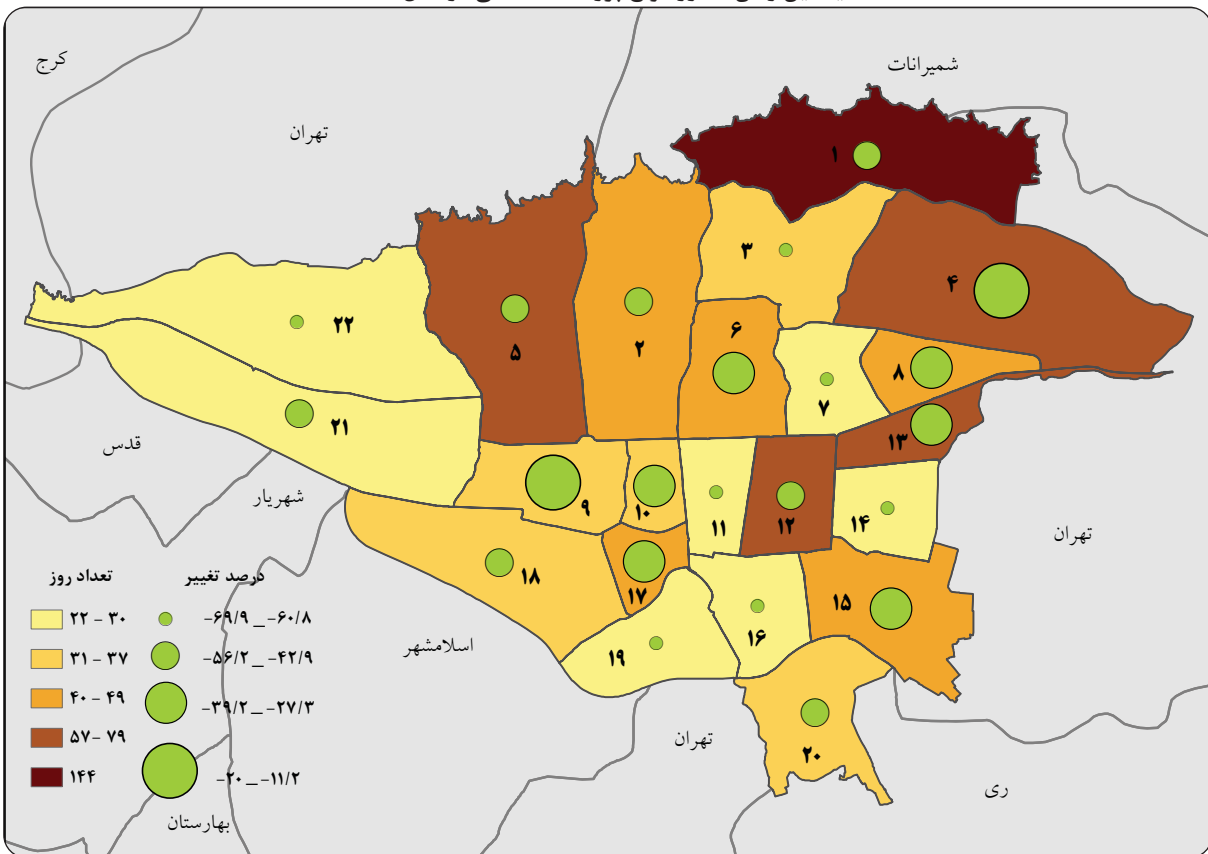 کرج
شمیرانات
تهران
۱
۳
۴
۲۲
۵
۲
۶
۸
۷
۲۱
۱۳
قدس
۹
۱۰
۱۱
۱۲
۱۴
شهریار
تهران
۱۸
۱۷
۱۵
۱۶
۱۹
اسلامشهر
تهران
۲۰
ری
بهارستان
تعداد روز
درصد تغییر
۲۲ - ۳۰
-۶۹/۹ _ -۶۰/۸
۳۱ - ۳۷
-۵۶/۲ _ -۴۲/۹
۴۰ - ۴۹
-۳۹/۲ _ -۲۷/۳
۵۷ - ۷۹
۱۴۴
-۲۰ _ -۱۱/۲